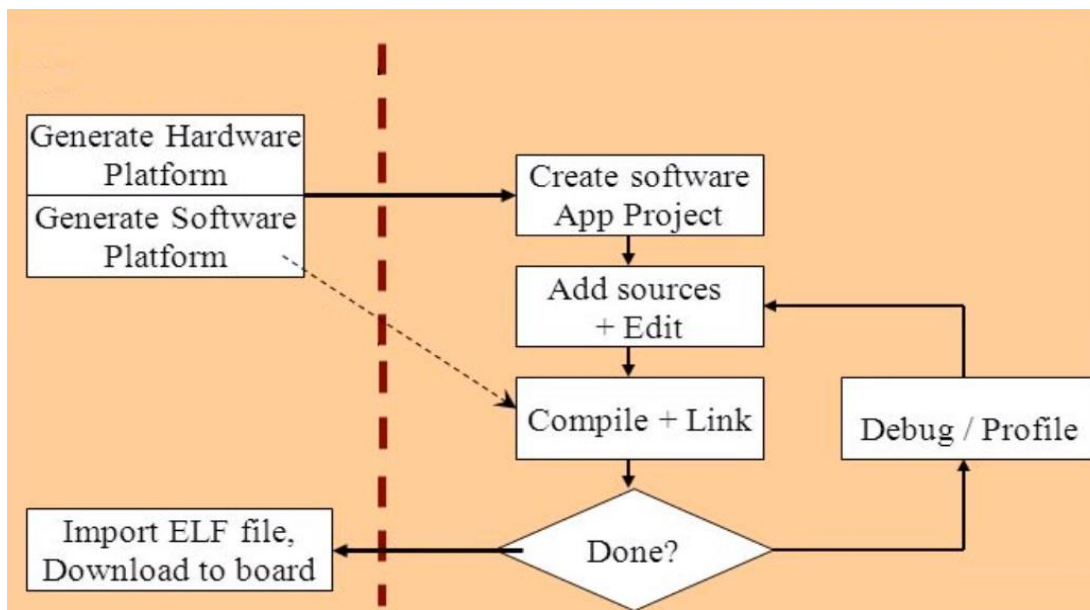 Generate Hardware
Platform
Generate Software
Platform
Create software
App Project
Add sources
+ Edit
Compile + Link
Debug / Profile
Done?
Import ELF file,
Download to board